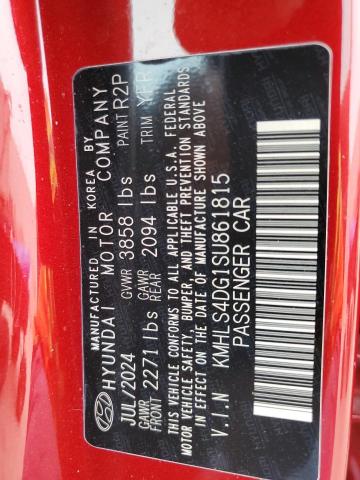 MANUFACTURED IN KOREA BY
HYUNDAI MOTOR COMPANY
JUL/2024 GVWR 3858 lbs PAINT R2P
GAWR FRONT 2271 lbs GAWR REAR 2094 lbs TRIM YFR
THIS VEHICLE CONFORMS TO ALL APPLICABLE U.S.A. FEDERAL
MOTOR VEHICLE SAFETY, BUMPER, AND THEFT PREVENTION STANDARDS
IN EFFECT ON THE DATE OF MANUFACTURE SHOWN ABOVE
V.I.N KMHLS4DG1SU861815
PASSENGER CAR